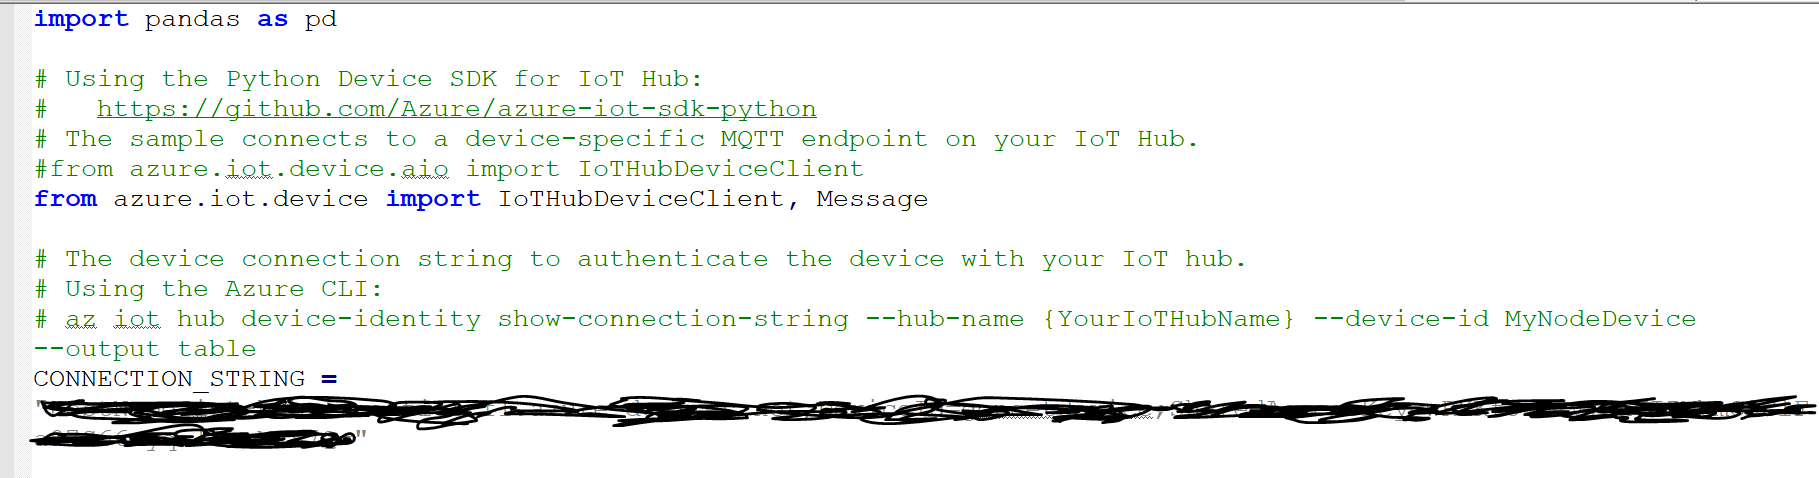 import pandas as pd
# Using the Python Device SDK for IoT Hub:
#   https://github.com/Azure/azure-iot-sdk-python
# The sample connects to a device-specific MQTT endpoint on your IoT Hub.
#from azure.iot.device.aio import IoTHubDeviceClient
from azure.iot.device import IoTHubDeviceClient, Message
# The device connection string to authenticate the device with your IoT hub.
# Using the Azure CLI:
# az iot hub device-identity show-connection-string --hub-name {YourIoTHubName} --device-id MyNodeDevice
--output table
CONNECTION_STRING =